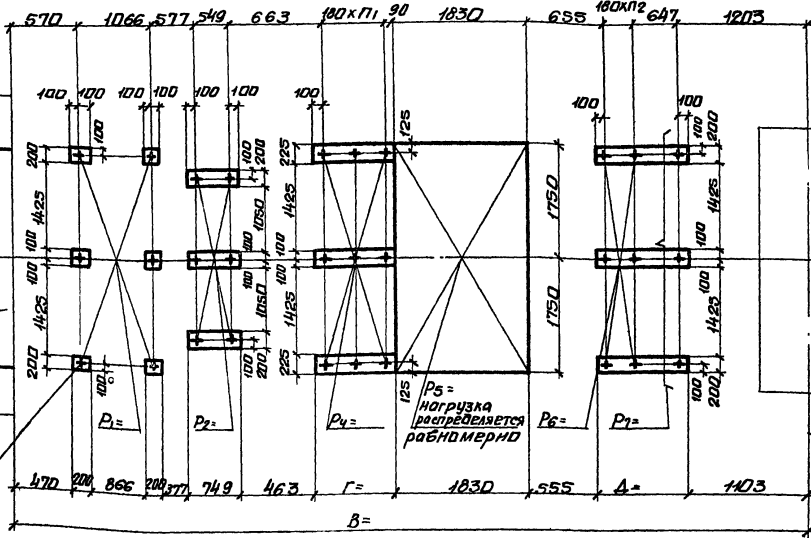 570 1066 577 549 663 180×П1 90 1830 655 180×П2 647 1203
100 100 100 100 100 100 100 100 100
200 100 100 200 225 125 100 200
1425 1050 1425 1750 1425
100 100 100 100
100 100 100 100
1425 1050 1425 1750 1425
200 100 100 200 225 125 100 200
P1= P2= P4= P5= P6= P7=
нагрузка
распределяется
равномерно
470 200 866 200 377 749 463 Г= 1830 555 Д= 1103
В=